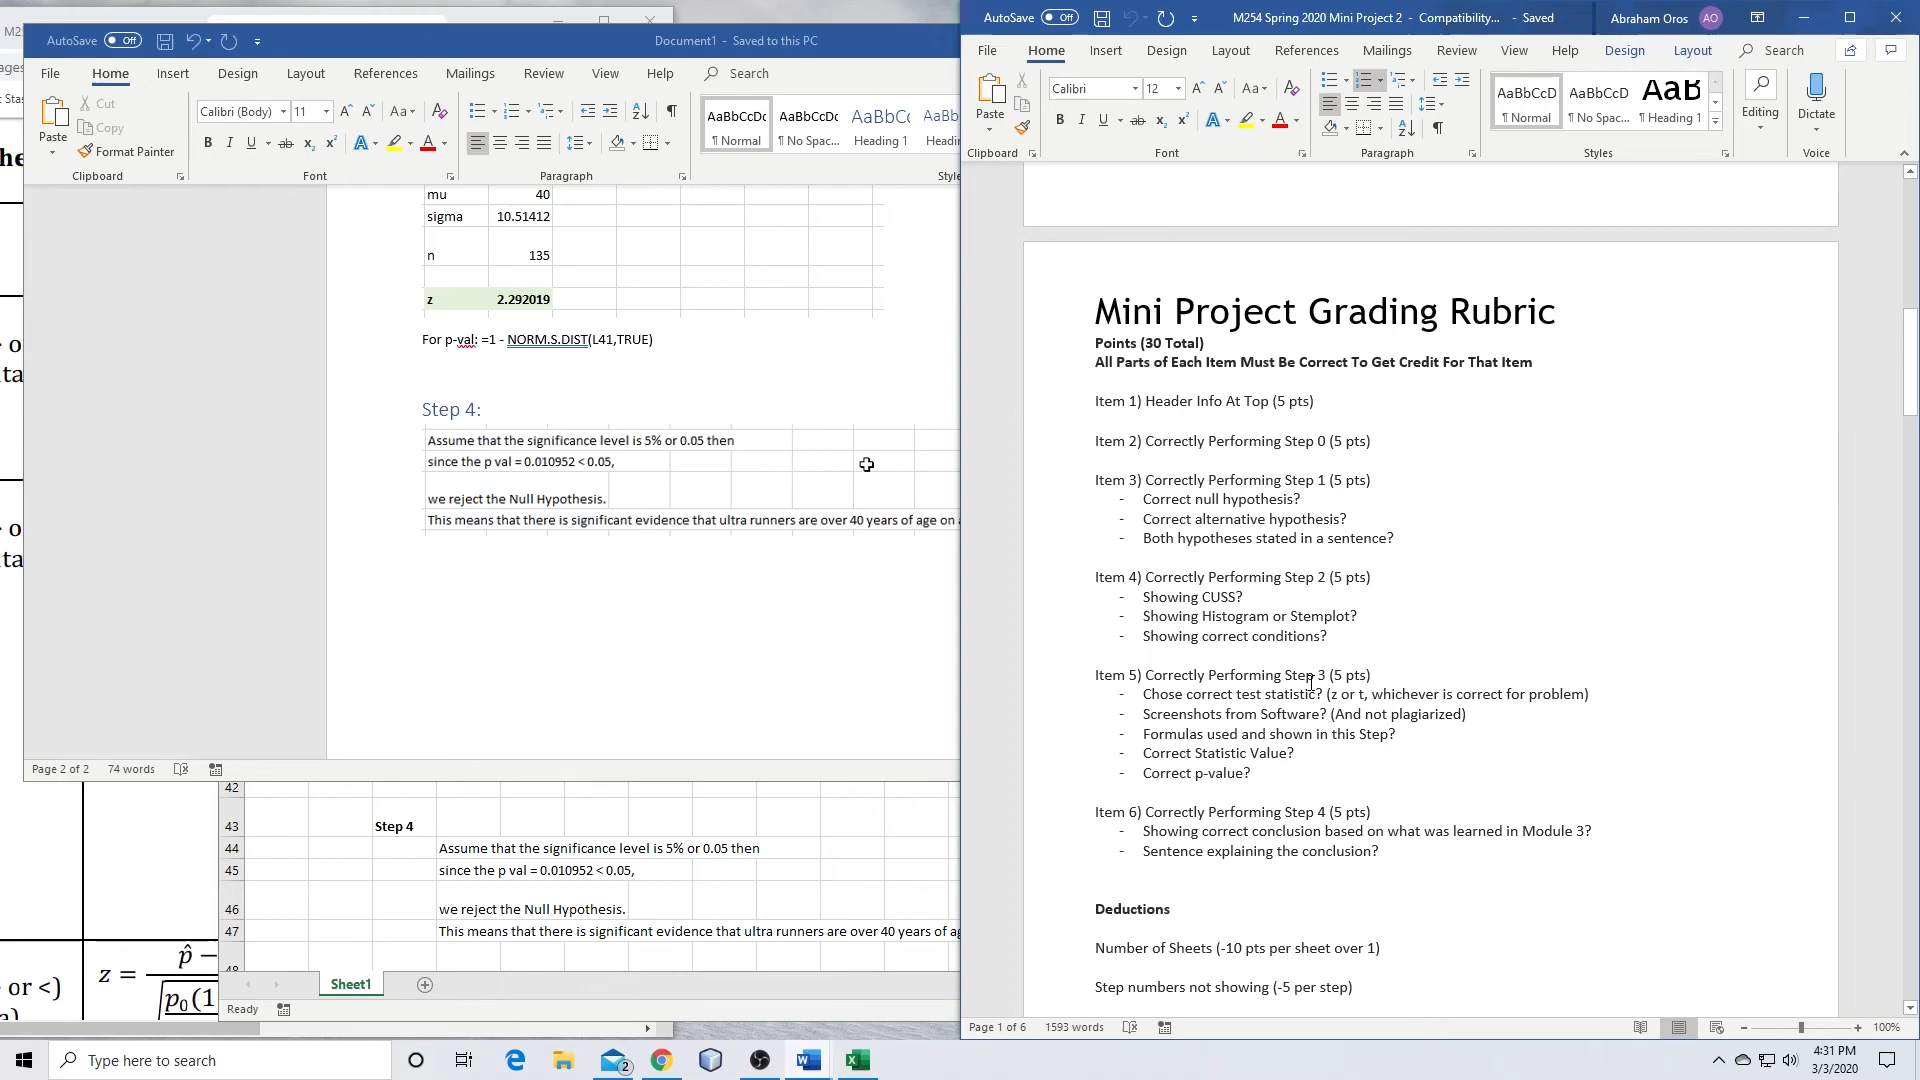 AutoSave Off
Document1 - Saved to this PC
File Home Insert Design Layout References Mailings Review View Help Search
Paste
Cut
Copy
Format Painter
Calibri (Body) 11
AaBbCcDc AaBbCcDc AaBbCc AaBb
¶ Normal ¶ No Spac... Heading 1
Clipboard Font Paragraph
mu 40
sigma 10.51412
n 135
z 2.292019
For p-val: =1 - NORM.S.DIST(L41,TRUE)
Step 4:
Assume that the significance level is 5% or 0.05 then
since the p val = 0.010952 < 0.05,
we reject the Null Hypothesis.
This means that there is significant evidence that ultra runners are over 40 years of age on
Page 2 of 2 74 words
42
43 Step 4
44 Assume that the significance level is 5% or 0.05 then
45 since the p val = 0.010952 < 0.05,
46 we reject the Null Hypothesis.
47 This means that there is significant evidence that ultra runners are over 40 years of
Sheet1
Ready
or <)
z = p̂ −
p₀(1
AutoSave Off
M254 Spring 2020 Mini Project 2 - Compatibility... - Saved
Abraham Oros AO
File Home Insert Design Layout References Mailings Review View Help Design Layout Search
Paste
Calibri 12
AaBbCcD AaBbCcD AaB
¶ Normal ¶ No Spac... ¶ Heading 1
Editing
Dictate
Clipboard Font Paragraph Styles Voice
Mini Project Grading Rubric
Points (30 Total)
All Parts of Each Item Must Be Correct To Get Credit For That Item
Item 1) Header Info At Top (5 pts)
Item 2) Correctly Performing Step 0 (5 pts)
Item 3) Correctly Performing Step 1 (5 pts)
- Correct null hypothesis?
- Correct alternative hypothesis?
- Both hypotheses stated in a sentence?
Item 4) Correctly Performing Step 2 (5 pts)
- Showing CUSS?
- Showing Histogram or Stemplot?
- Showing correct conditions?
Item 5) Correctly Performing Step 3 (5 pts)
- Chose correct test statistic? (z or t, whichever is correct for problem)
- Screenshots from Software? (And not plagiarized)
- Formulas used and shown in this Step?
- Correct Statistic Value?
- Correct p-value?
Item 6) Correctly Performing Step 4 (5 pts)
- Showing correct conclusion based on what was learned in Module 3?
- Sentence explaining the conclusion?
Deductions
Number of Sheets (-10 pts per sheet over 1)
Step numbers not showing (-5 per step)
Page 1 of 6 1593 words
100%
Type here to search
2
4:31 PM
3/3/2020